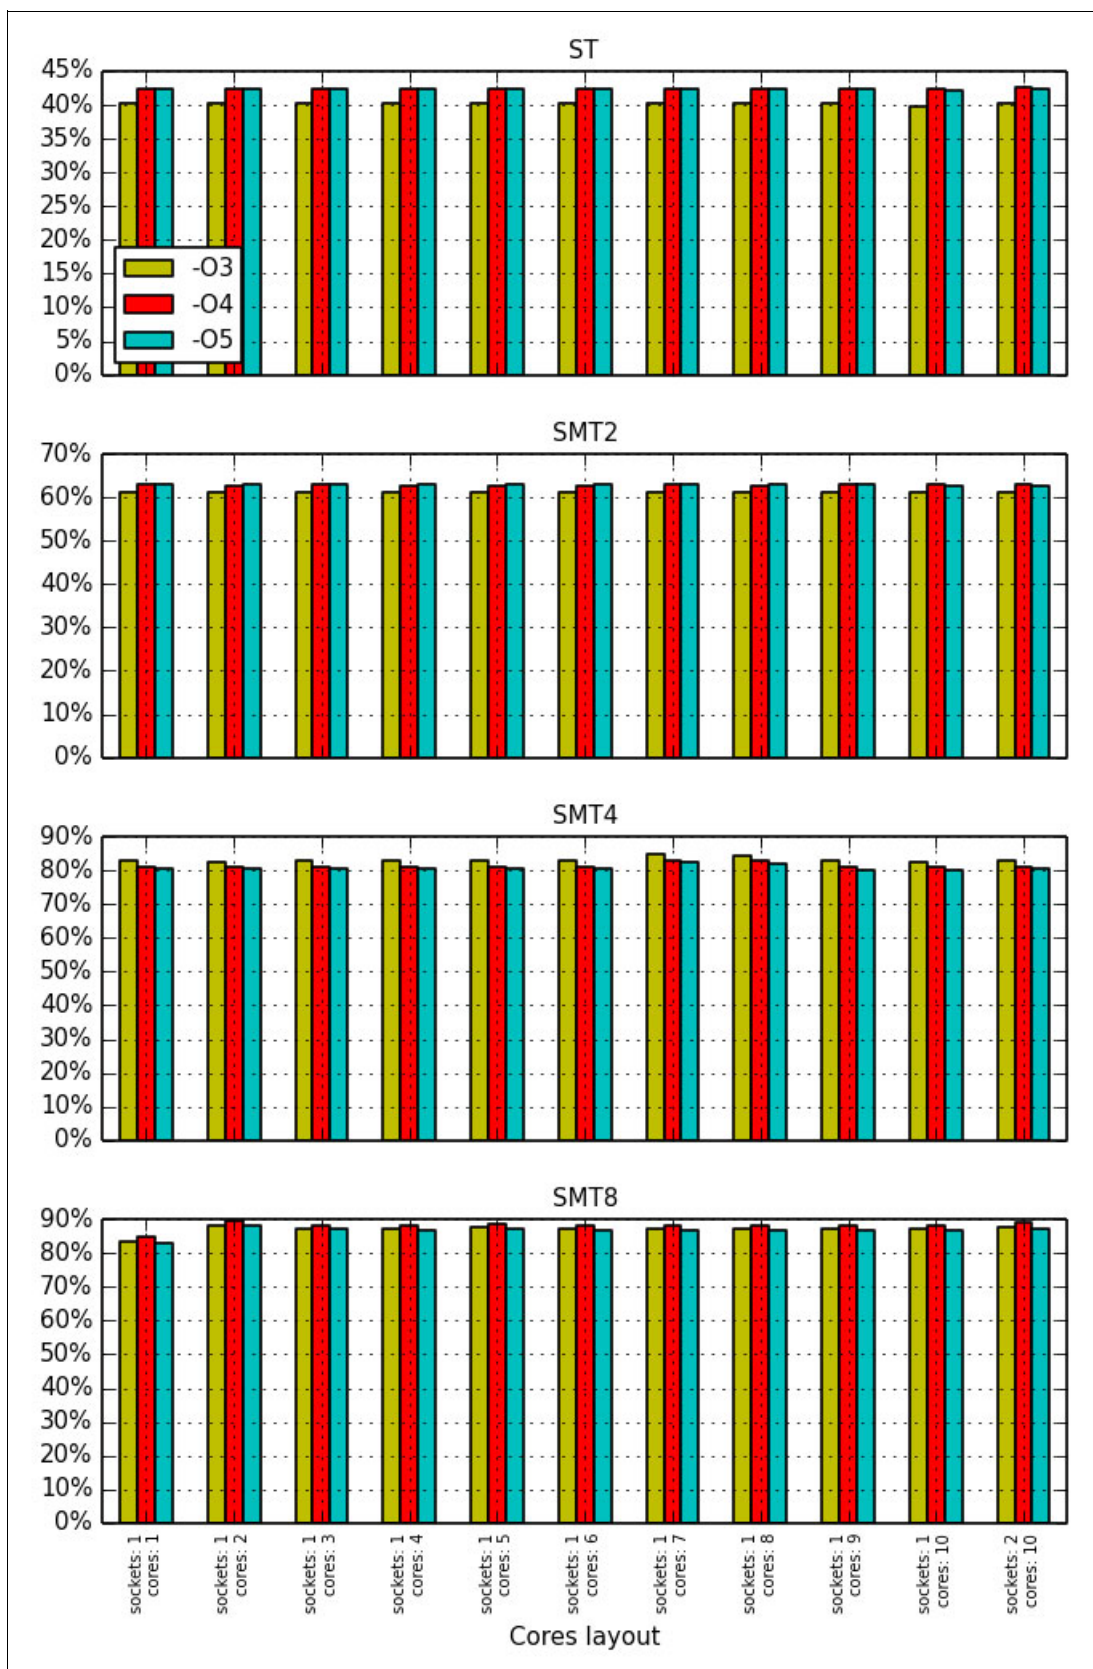 ST
45%
40%
35%
30%
25%
20%
15%
10%
5%
0%
-O3
-O4
-O5
SMT2
70%
60%
50%
40%
30%
20%
10%
0%
SMT4
90%
80%
70%
60%
50%
40%
30%
20%
10%
0%
SMT8
90%
80%
70%
60%
50%
40%
30%
20%
10%
0%
sockets: 1
cores: 1
sockets: 1
cores: 2
sockets: 1
cores: 3
sockets: 1
cores: 4
sockets: 1
cores: 5
sockets: 1
cores: 6
sockets: 1
cores: 7
sockets: 1
cores: 8
sockets: 1
cores: 9
sockets: 1
cores: 10
sockets: 2
cores: 10
Cores layout